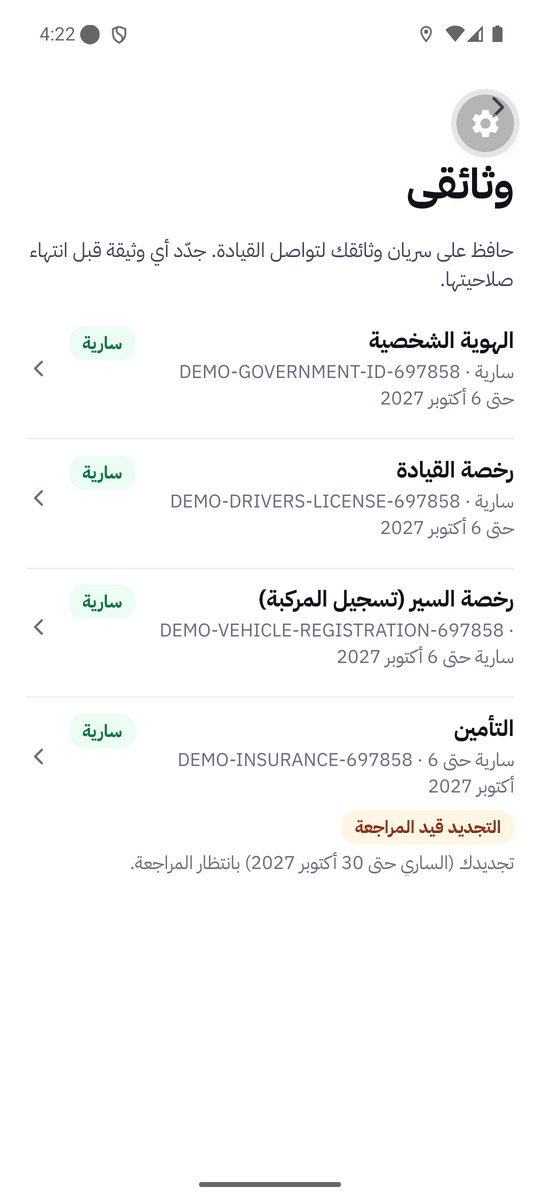 4:22
وثائقي
حافظ على سريان وثائقك لتواصل القيادة. جدّد أي وثيقة قبل انتهاء
صلاحيتها.
الهوية الشخصية
سارية
DEMO-GOVERNMENT-ID-697858 · سارية
حتى 6 أكتوبر 2027
رخصة القيادة
سارية
DEMO-DRIVERS-LICENSE-697858 · سارية
حتى 6 أكتوبر 2027
رخصة السير (تسجيل المركبة)
سارية
DEMO-VEHICLE-REGISTRATION-697858 ·
سارية حتى 6 أكتوبر 2027
التأمين
سارية
DEMO-INSURANCE-697858 · سارية حتى 6
أكتوبر 2027
التجديد قيد المراجعة
تجديدك (الساري حتى 30 أكتوبر 2027) بانتظار المراجعة.